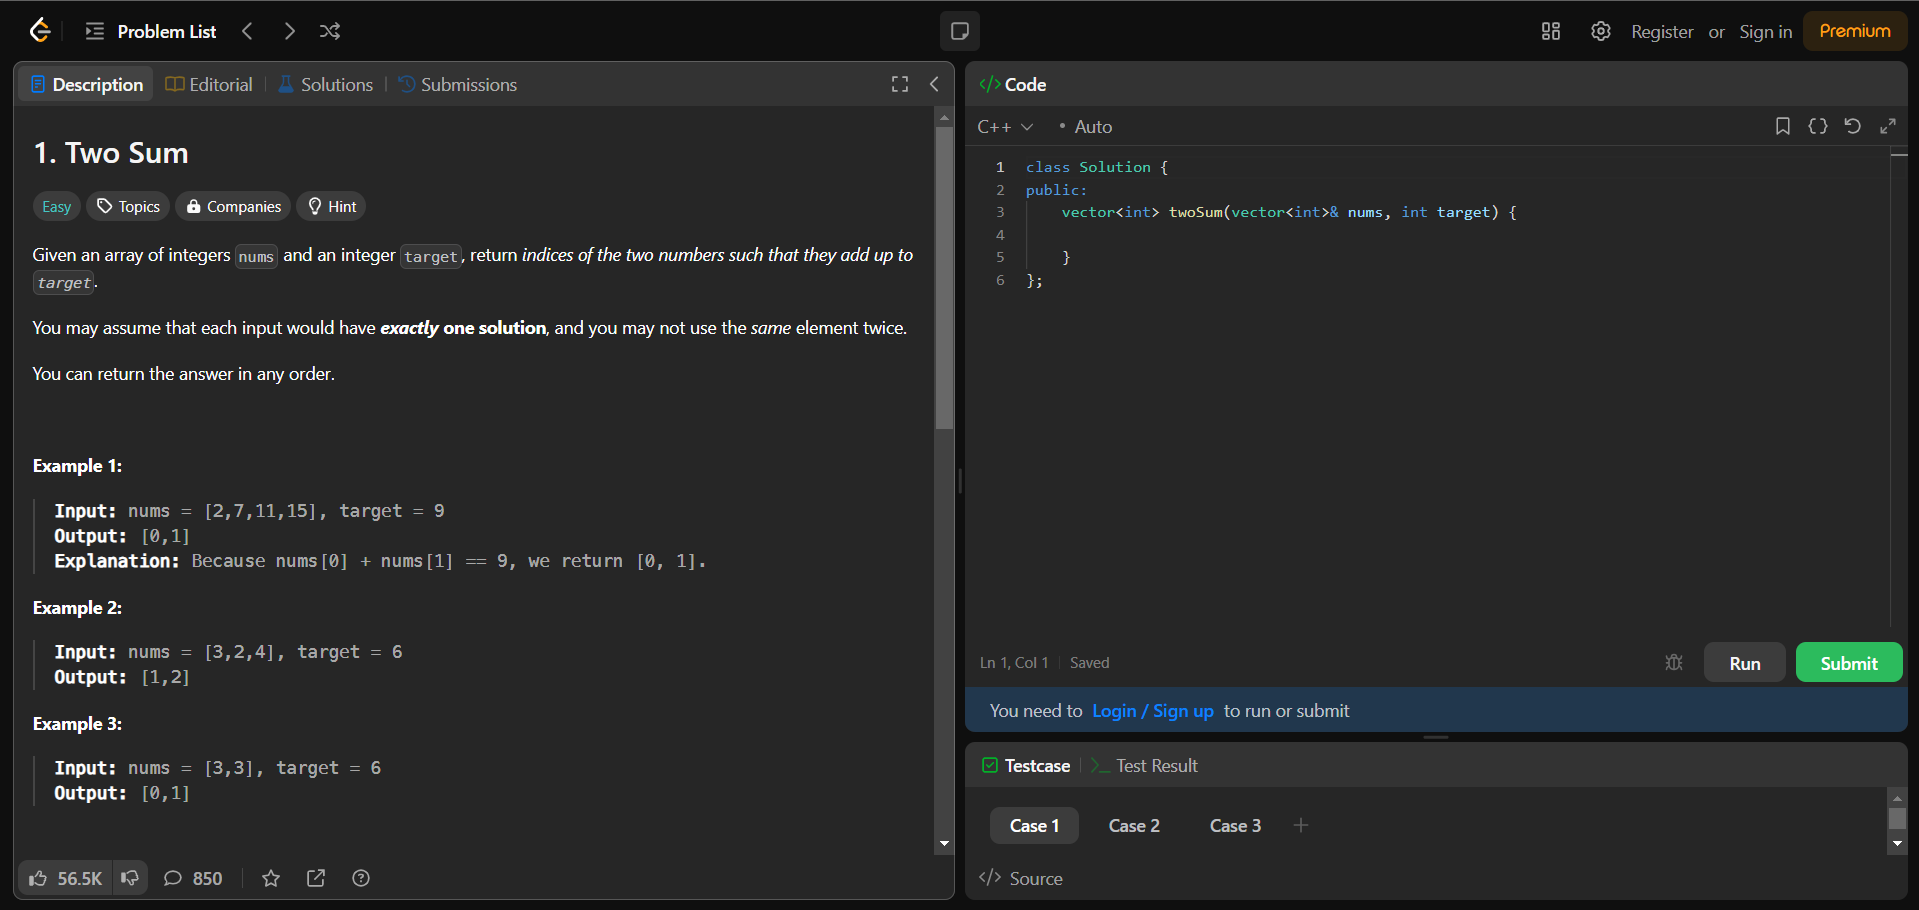 Problem List
Register or Sign in Premium
Description Editorial Solutions Submissions
1. Two Sum
Easy Topics Companies Hint
Given an array of integers nums and an integer target, return indices of the two numbers such that they add up to
target.
You may assume that each input would have exactly one solution, and you may not use the same element twice.
You can return the answer in any order.
Example 1:
Input: nums = [2,7,11,15], target = 9
Output: [0,1]
Explanation: Because nums[0] + nums[1] == 9, we return [0, 1].
Example 2:
Input: nums = [3,2,4], target = 6
Output: [1,2]
Example 3:
Input: nums = [3,3], target = 6
Output: [0,1]
56.5K 850
</> Code
C++ • Auto
1 class Solution {
2 public:
3 vector<int> twoSum(vector<int>& nums, int target) {
4
5 }
6 };
Ln 1, Col 1 Saved
Run Submit
You need to Login / Sign up to run or submit
Testcase >_ Test Result
Case 1 Case 2 Case 3 +
</> Source